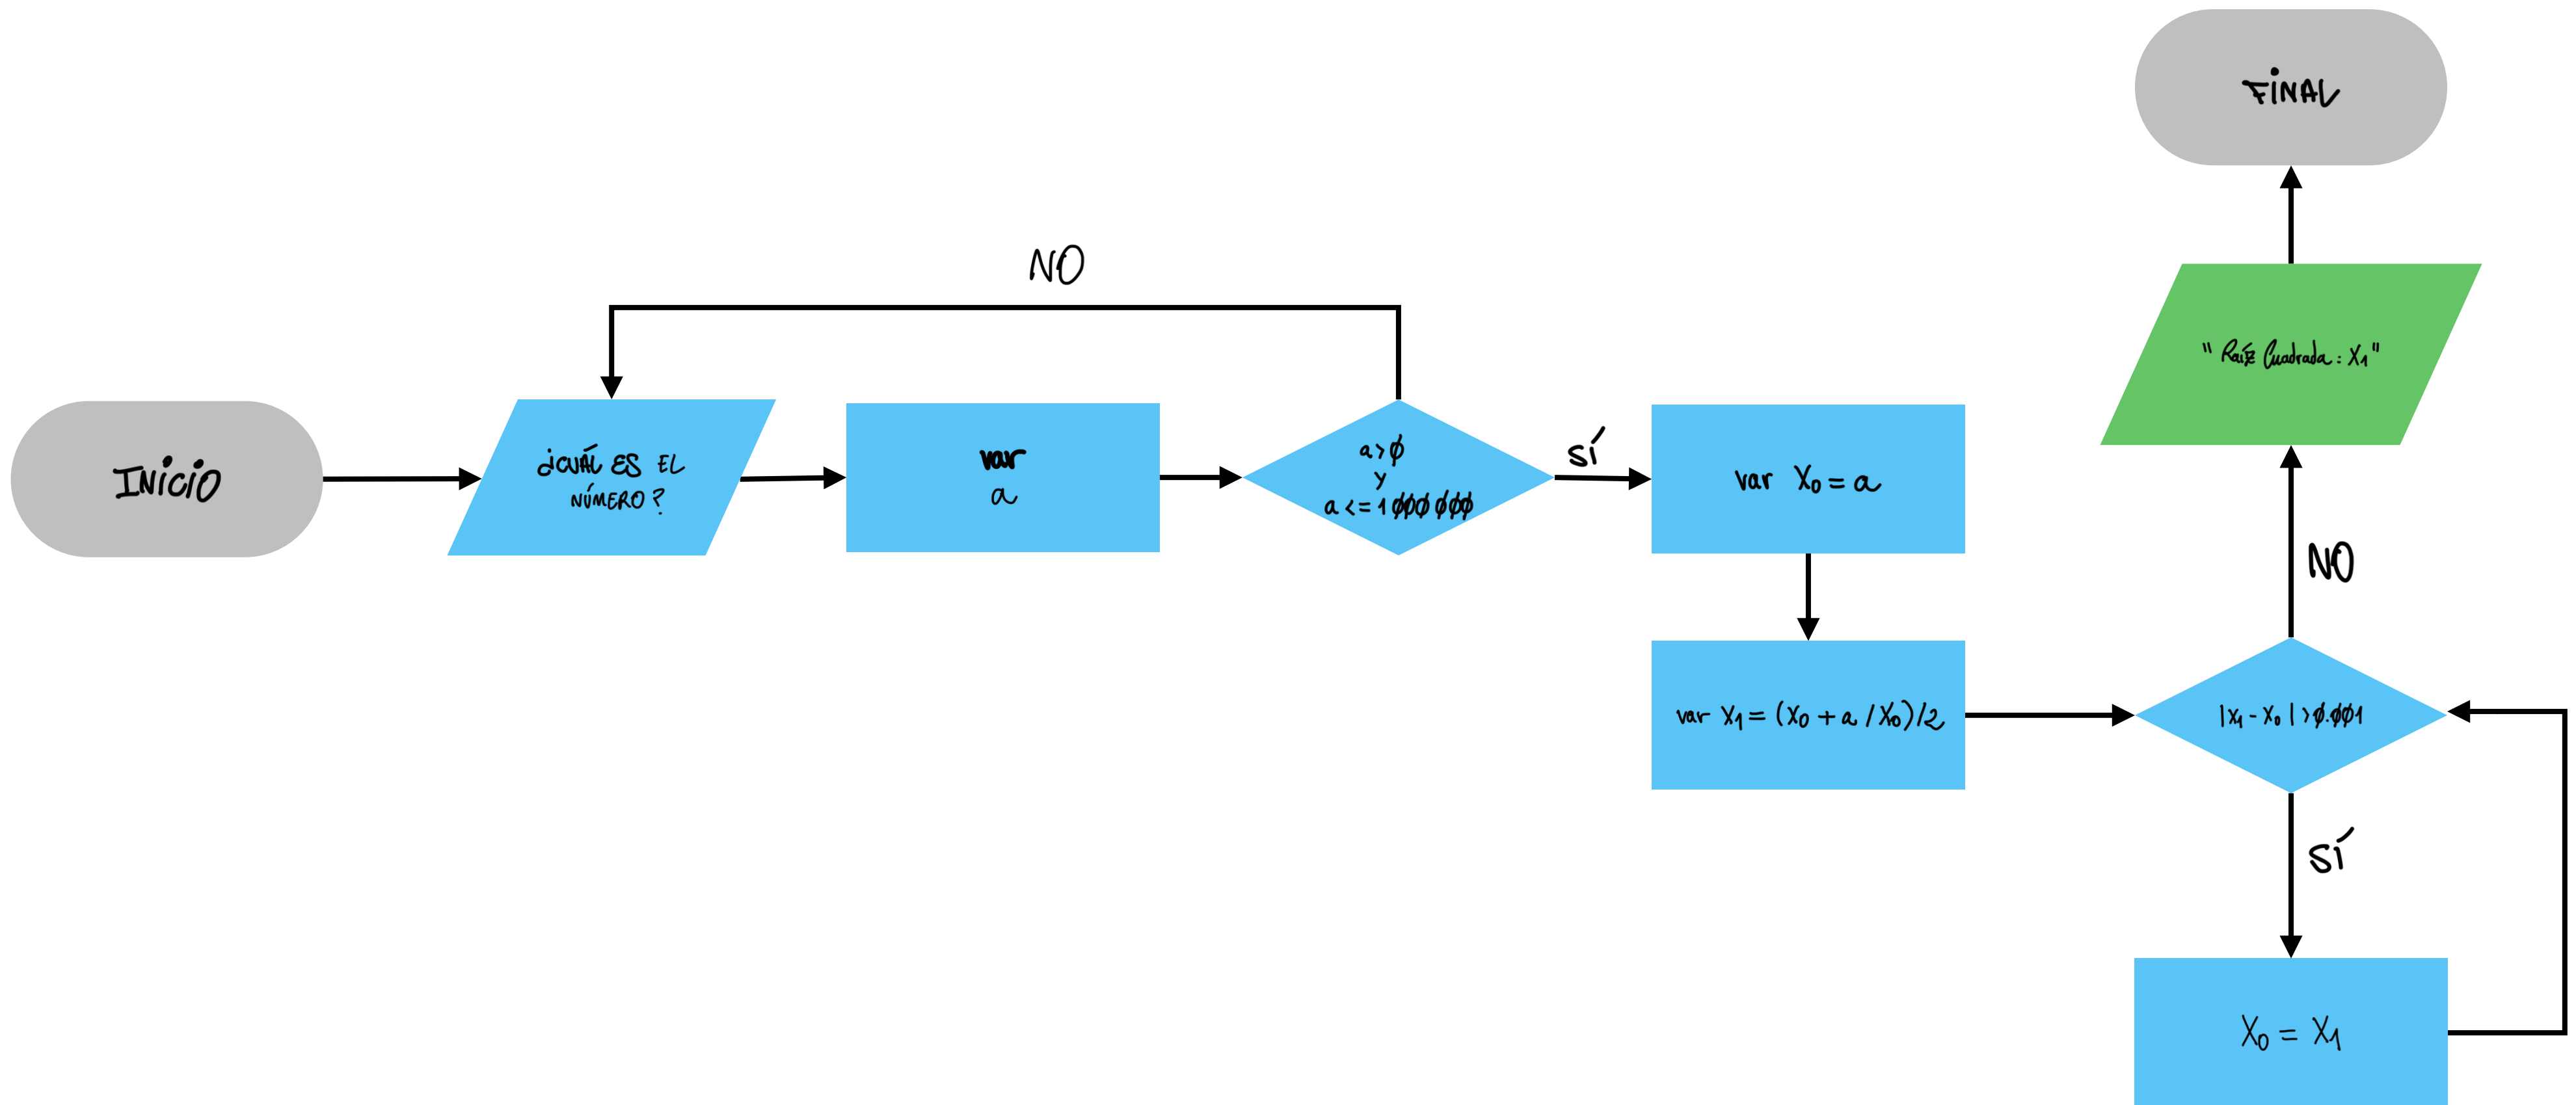 INICIO
¿CUÁL ES EL
NÚMERO?
var
a
a>0
y
a<=1000000
NO
SÍ
var X₀ = a
var X₁ = (X₀ + a / X₀)/2
|X₁ - X₀| > 0.001
SÍ
X₀ = X₁
NO
"Raíz Cuadrada: X₁"
FINAL